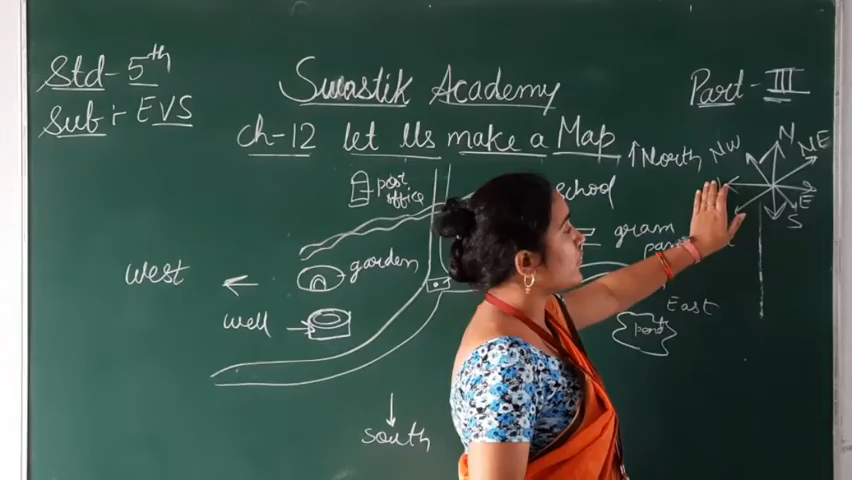 Std - 5th
Sub :- EVS
Swastik Academy
Part - III
Ch-12 let Us make a Map
North
NW
N
NE
E
S
post office
school
gram
garden
west
well
East
pond
south